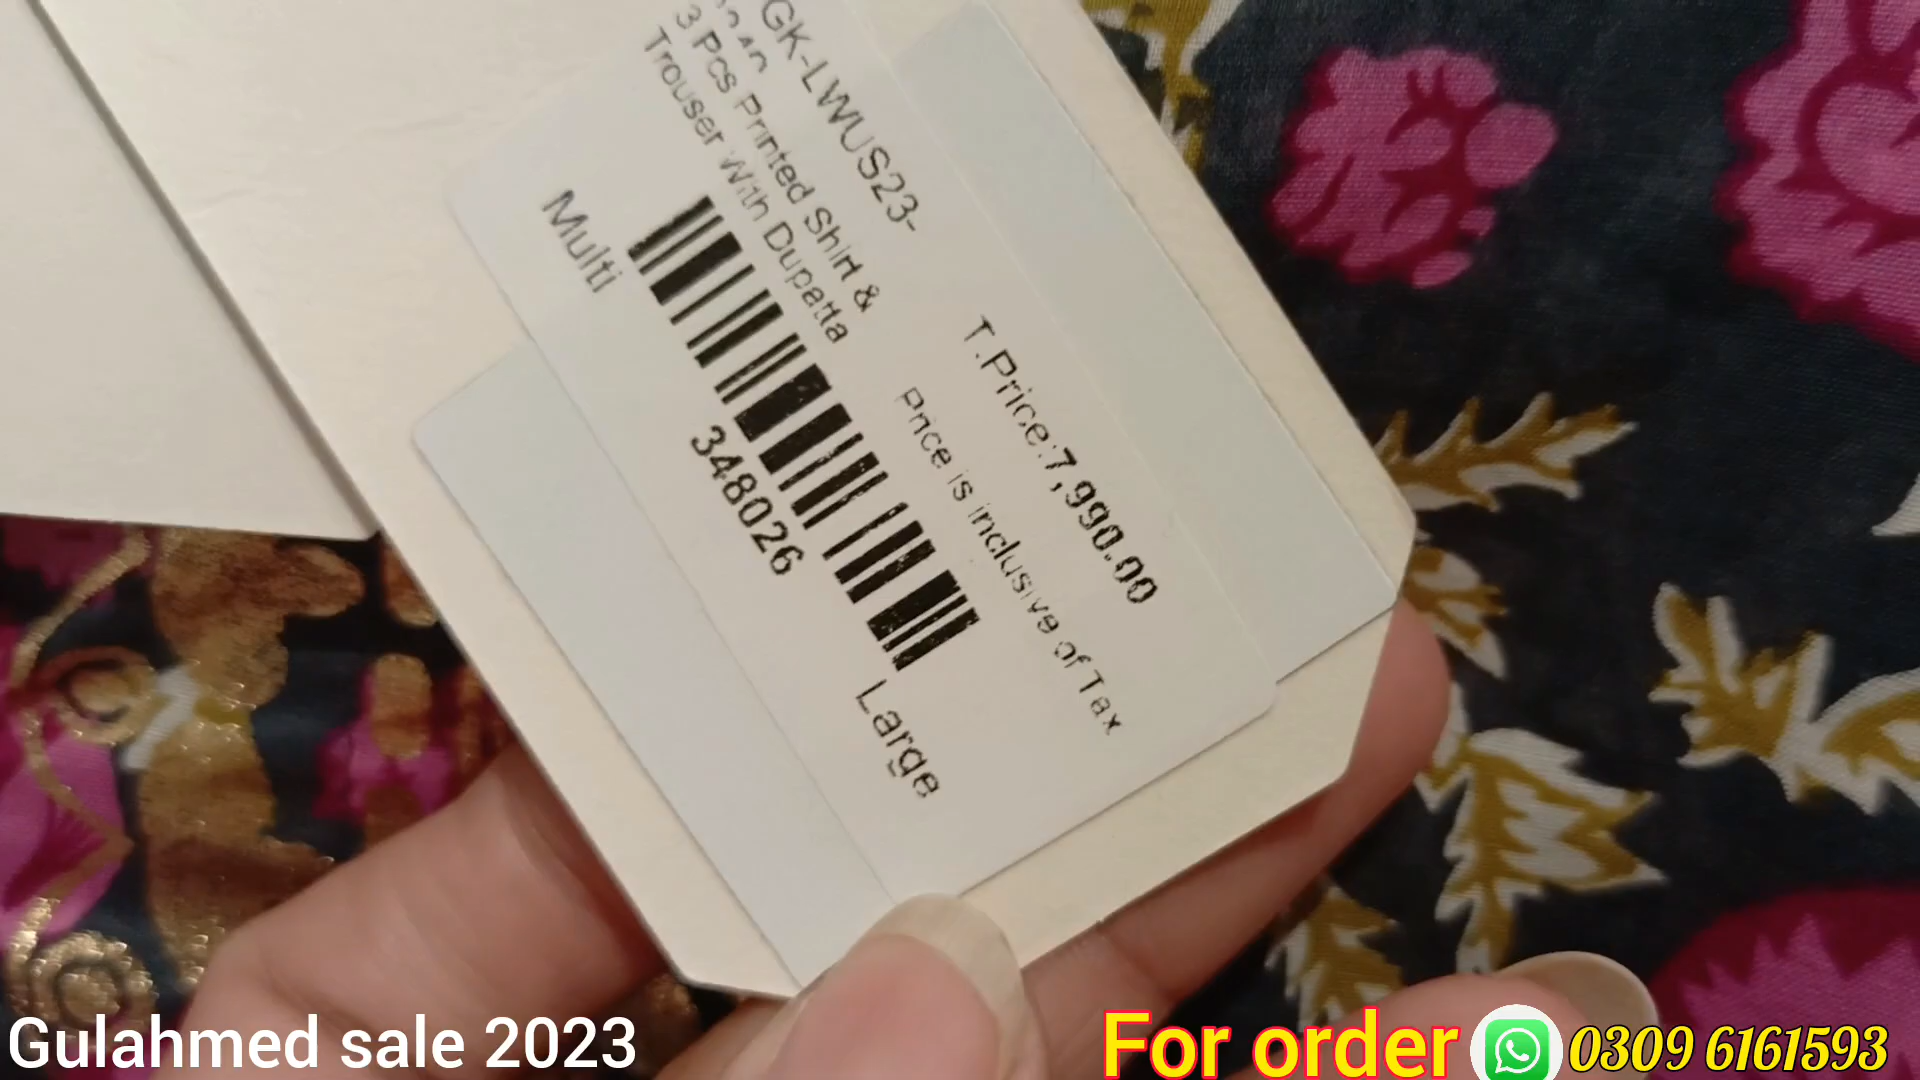 GK-LWUS23-
3 Pcs Printed Shirt &
Trouser With Dupatta
Multi
348026
Large
T.Price:7,990.00
Price is inclusive of Tax
Gulahmed sale 2023
For order 0309 6161593